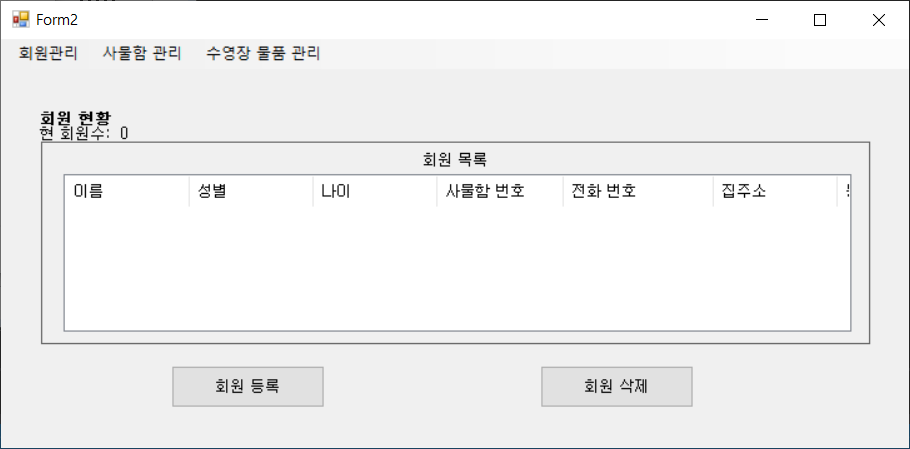 Form2
회원관리 사물함 관리 수영장 물품 관리
회원 현황
현 회원수: 0
회원 목록
이름 성별 나이 사물함 번호 전화 번호 집주소
회원 등록 회원 삭제